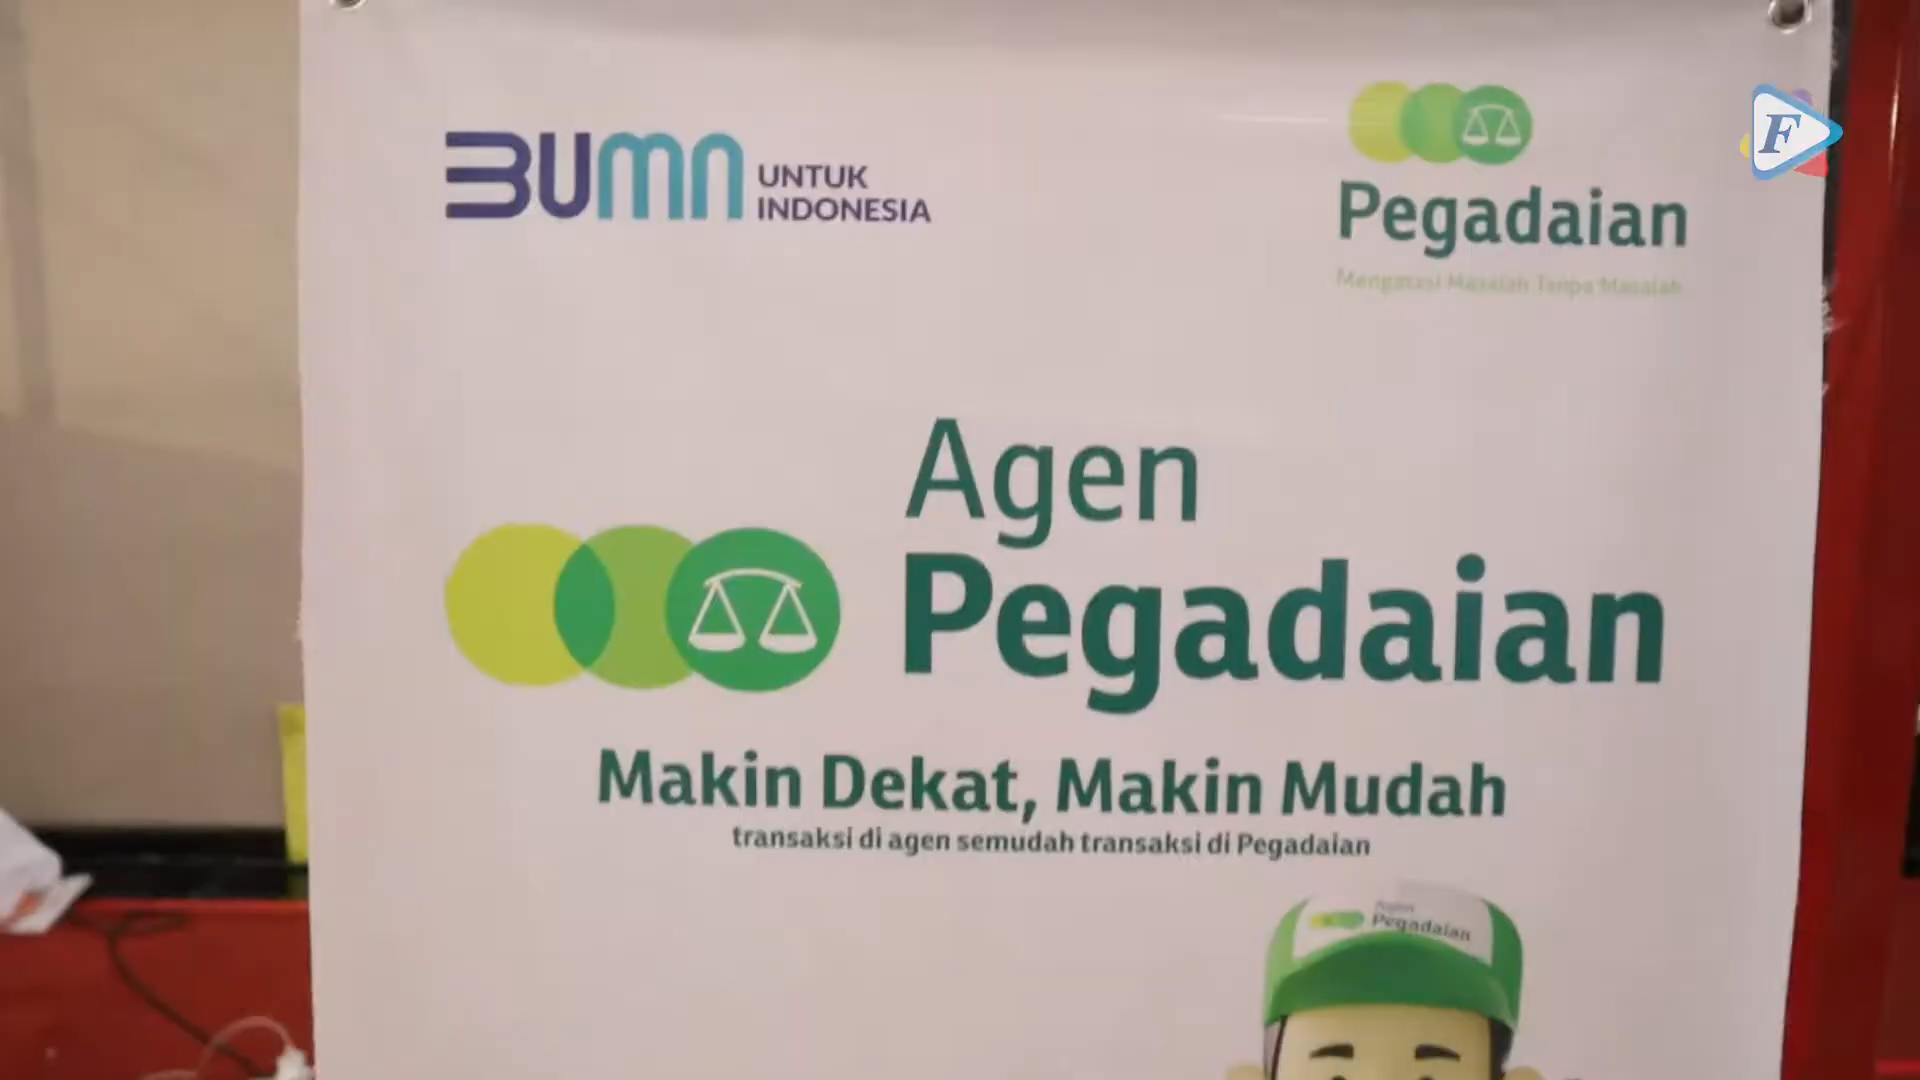 BUMN UNTUK
INDONESIA
Pegadaian
Mengatasi Masalah Tanpa Masalah
F
Agen
Pegadaian
Makin Dekat, Makin Mudah
transaksi di agen semudah transaksi di Pegadaian
Agen
Pegadaian